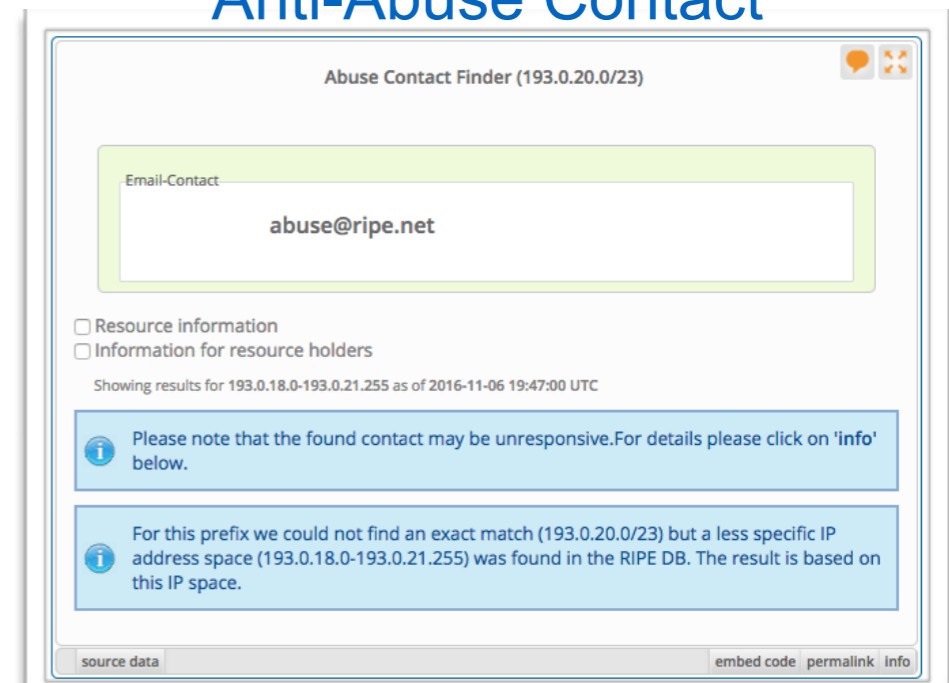 Anti-Abuse Contact
Abuse Contact Finder (193.0.20.0/23)
Email-Contact
abuse@ripe.net
Resource information
Information for resource holders
Showing results for 193.0.18.0-193.0.21.255 as of 2016-11-06 19:47:00 UTC
Please note that the found contact may be unresponsive.For details please click on 'info'
below.
For this prefix we could not find an exact match (193.0.20.0/23) but a less specific IP
address space (193.0.18.0-193.0.21.255) was found in the RIPE DB. The result is based on
this IP space.
source data embed code permalink info